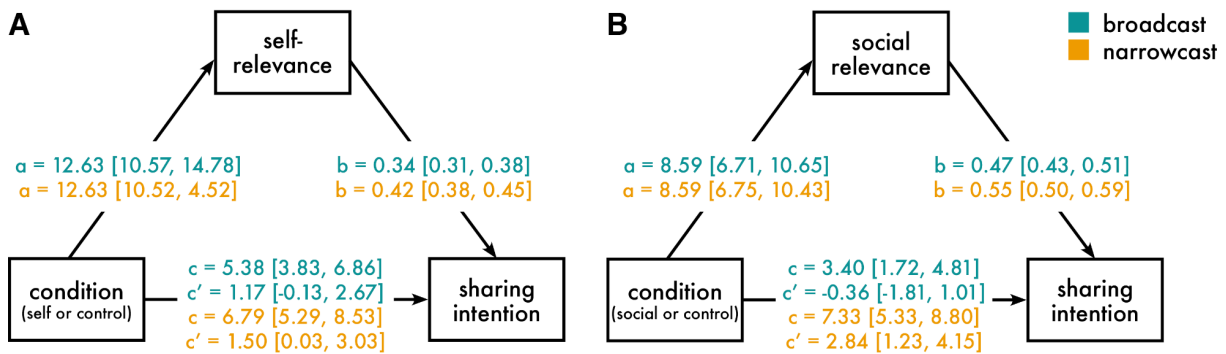 A
self-
relevance
a = 12.63 [10.57, 14.78]
a = 12.63 [10.52, 4.52]
b = 0.34 [0.31, 0.38]
b = 0.42 [0.38, 0.45]
condition
(self or control)
c = 5.38 [3.83, 6.86]
c’ = 1.17 [-0.13, 2.67]
c = 6.79 [5.29, 8.53]
c’ = 1.50 [0.03, 3.03]
sharing
intention
B
social
relevance
broadcast
narrowcast
a = 8.59 [6.71, 10.65]
a = 8.59 [6.75, 10.43]
b = 0.47 [0.43, 0.51]
b = 0.55 [0.50, 0.59]
condition
(social or control)
c = 3.40 [1.72, 4.81]
c’ = -0.36 [-1.81, 1.01]
c = 7.33 [5.33, 8.80]
c’ = 2.84 [1.23, 4.15]
sharing
intention